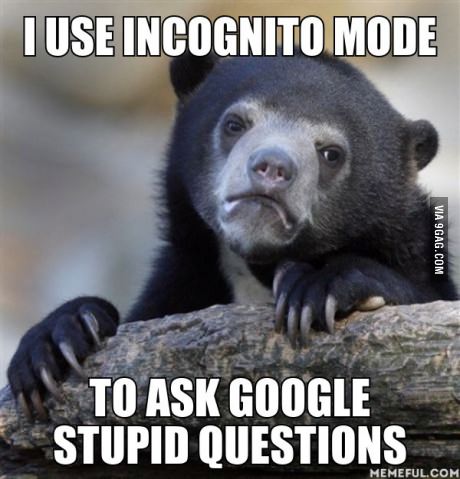 I USE INCOGNITO MODE
VIA 9GAG.COM
TO ASK GOOGLE
STUPID QUESTIONS
MEMEFUL.COM